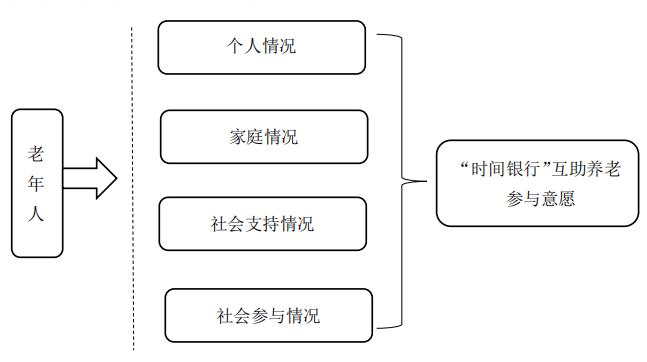 个人情况
家庭情况
老
年
人
“时间银行”互助养老
参与意愿
社会支持情况
社会参与情况